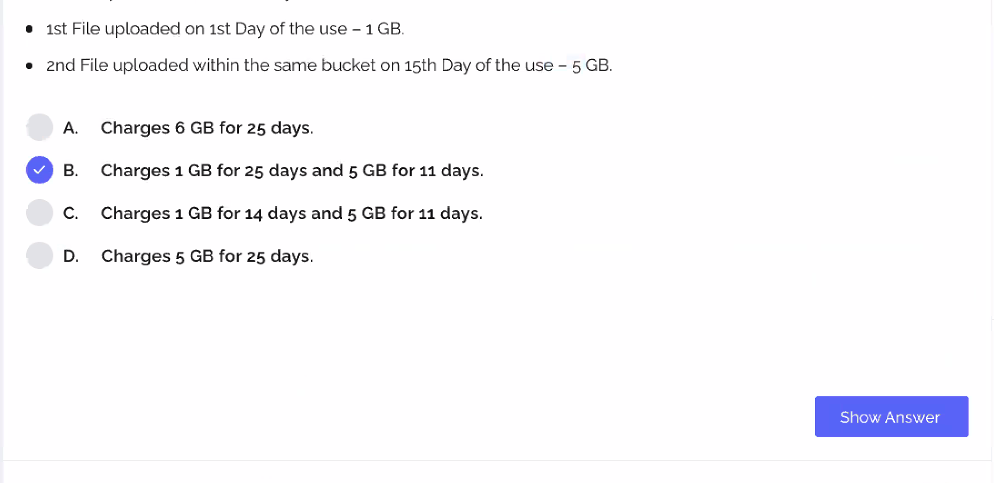 • 1st File uploaded on 1st Day of the use – 1 GB.
• 2nd File uploaded within the same bucket on 15th Day of the use – 5 GB.
A. Charges 6 GB for 25 days.
B. Charges 1 GB for 25 days and 5 GB for 11 days.
C. Charges 1 GB for 14 days and 5 GB for 11 days.
D. Charges 5 GB for 25 days.
Show Answer